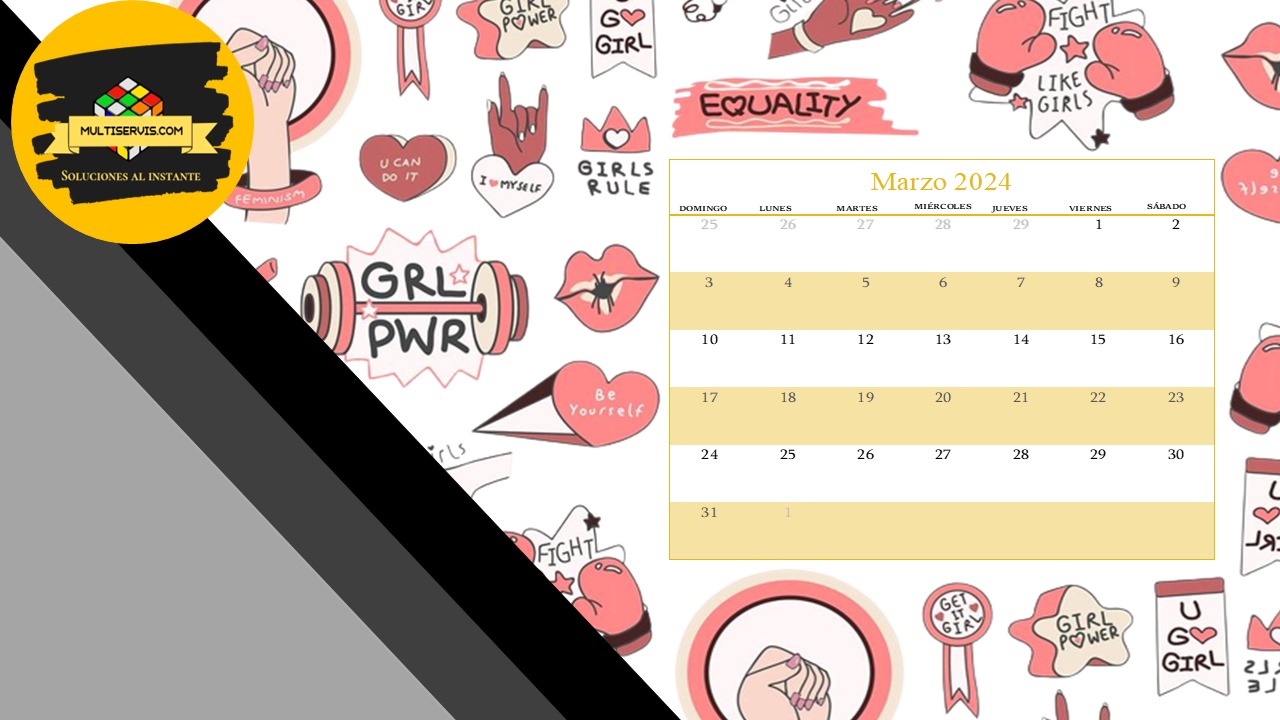 MULTISERVIS.COM
SOLUCIONES AL INSTANTE
FEMINISM
GIRL
POWER
U
GO
GIRL
U CAN
DO IT
I MYSELF
GIRLS
RULE
EQUALITY
FIGHT
LIKE
GIRLS
GRL
PWR
Be
Yourself
Marzo 2024
DOMINGO LUNES MARTES MIÉRCOLES JUEVES VIERNES SÁBADO
25 26 27 28 29 1 2
3 4 5 6 7 8 9
10 11 12 13 14 15 16
17 18 19 20 21 22 23
24 25 26 27 28 29 30
31 1
FIGHT
GET
IT
GIRL
GIRL
POWER
U
GO
GIRL